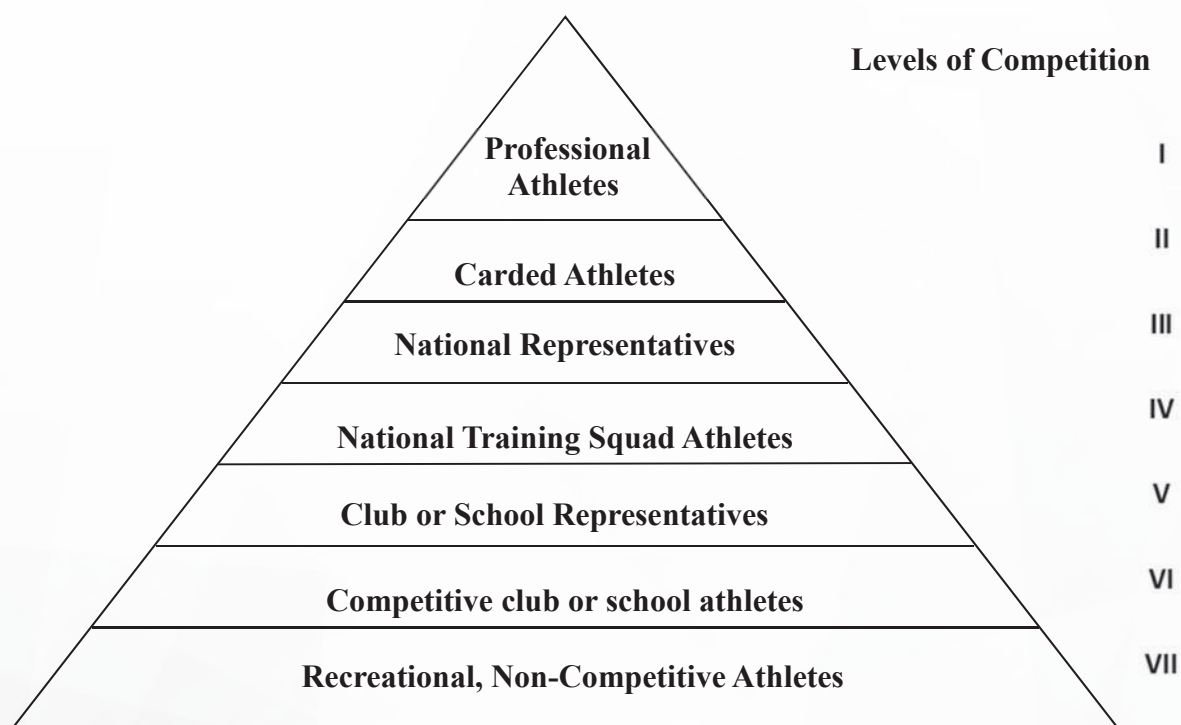 Levels of Competition
Professional
Athletes
I
Carded Athletes
II
National Representatives
III
National Training Squad Athletes
IV
Club or School Representatives
V
Competitive club or school athletes
VI
Recreational, Non-Competitive Athletes
VII